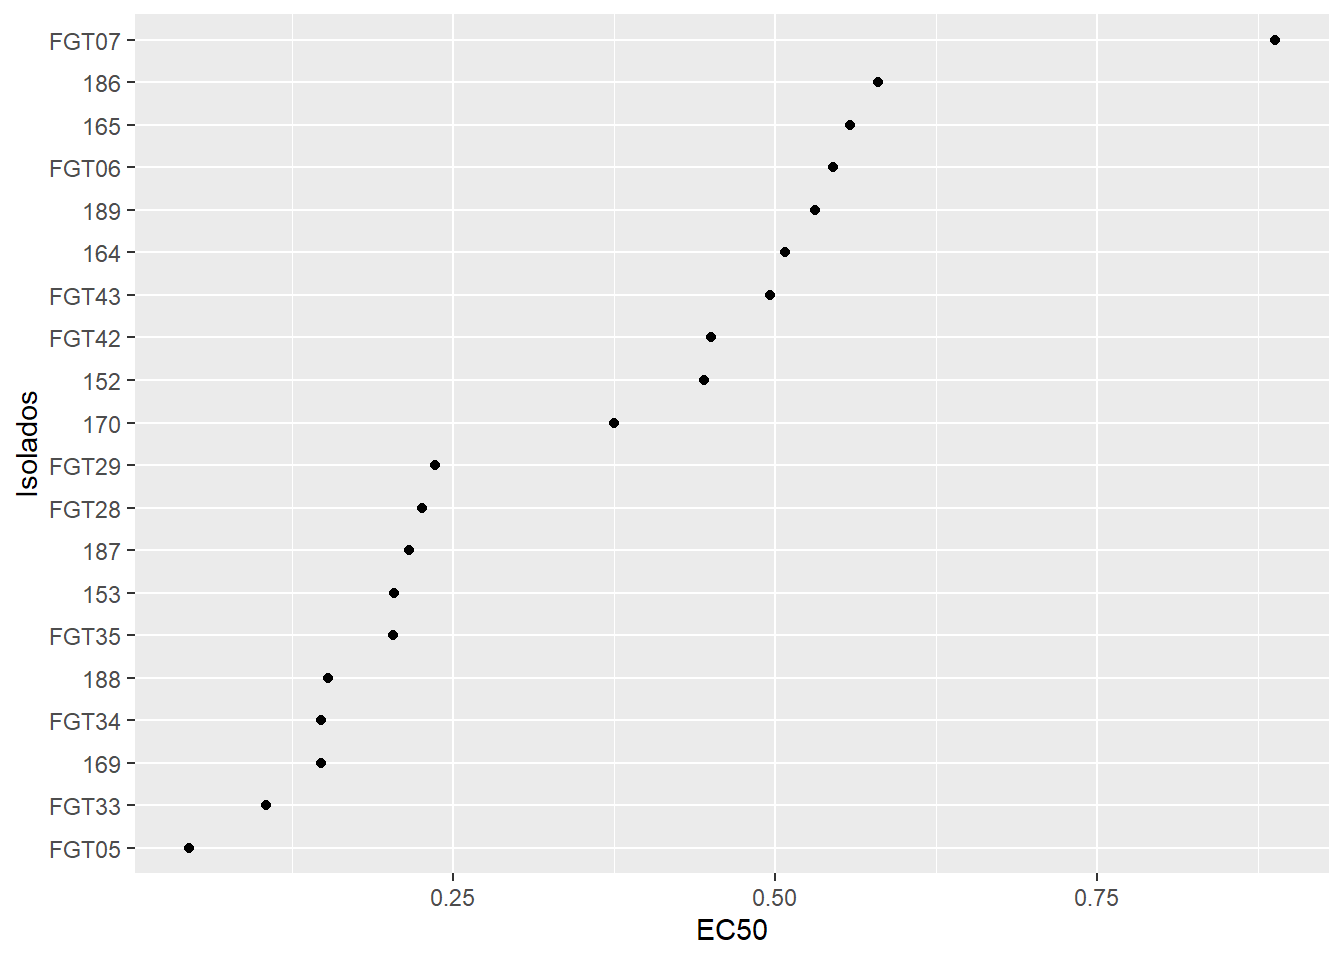 FGT07
186
165
FGT06
189
164
FGT43
FGT42
152
170
FGT29
FGT28
187
153
FGT35
188
FGT34
169
FGT33
FGT05
Isolados
0.25 0.50 0.75
EC50